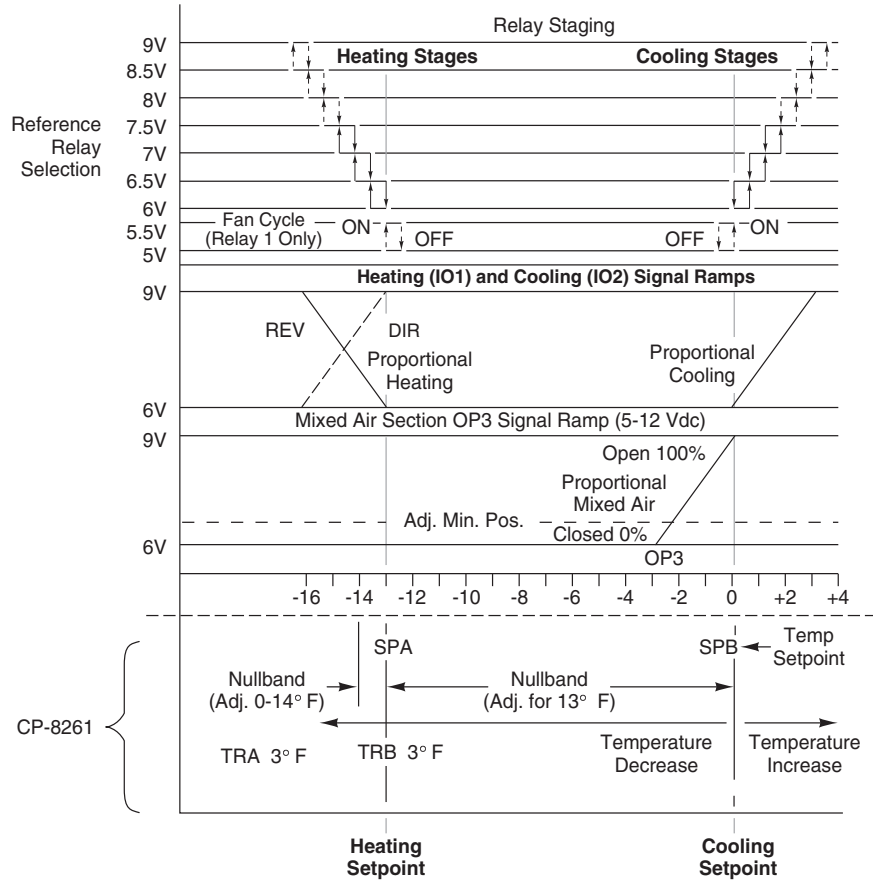 Relay Staging
9V
Heating Stages Cooling Stages
8.5V
8V
Reference
Relay
Selection
7.5V
7V
6.5V
6V
Fan Cycle
(Relay 1 Only)
ON
OFF
OFF
ON
5.5V
5V
Heating (IO1) and Cooling (IO2) Signal Ramps
9V
REV
DIR
Proportional
Heating
Proportional
Cooling
6V
Mixed Air Section OP3 Signal Ramp (5-12 Vdc)
9V
Open 100%
Proportional
Mixed Air
Adj. Min. Pos.
Closed 0%
6V
OP3
-16 -14 -12 -10 -8 -6 -4 -2 0 +2 +4
SPA
SPB
Temp
Setpoint
Nullband
(Adj. 0-14° F)
Nullband
(Adj. for 13° F)
CP-8261
TRA 3° F
TRB 3° F
Temperature
Decrease
Temperature
Increase
Heating
Setpoint
Cooling
Setpoint